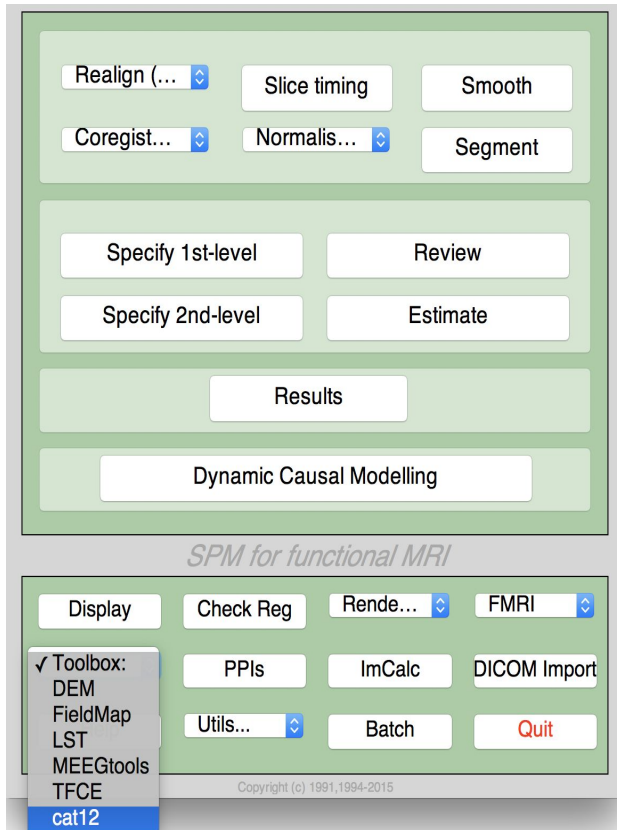 Realign (...
Slice timing
Smooth
Coregist...
Normalis...
Segment
Specify 1st-level
Review
Specify 2nd-level
Estimate
Results
Dynamic Causal Modelling
SPM for functional MRI
Display
Check Reg
Rende...
FMRI
✓ Toolbox:
PPIs
ImCalc
DICOM Import
DEM
FieldMap
LST
MEEGtools
TFCE
cat12
Utils...
Batch
Quit
Copyright (c) 1991,1994-2015